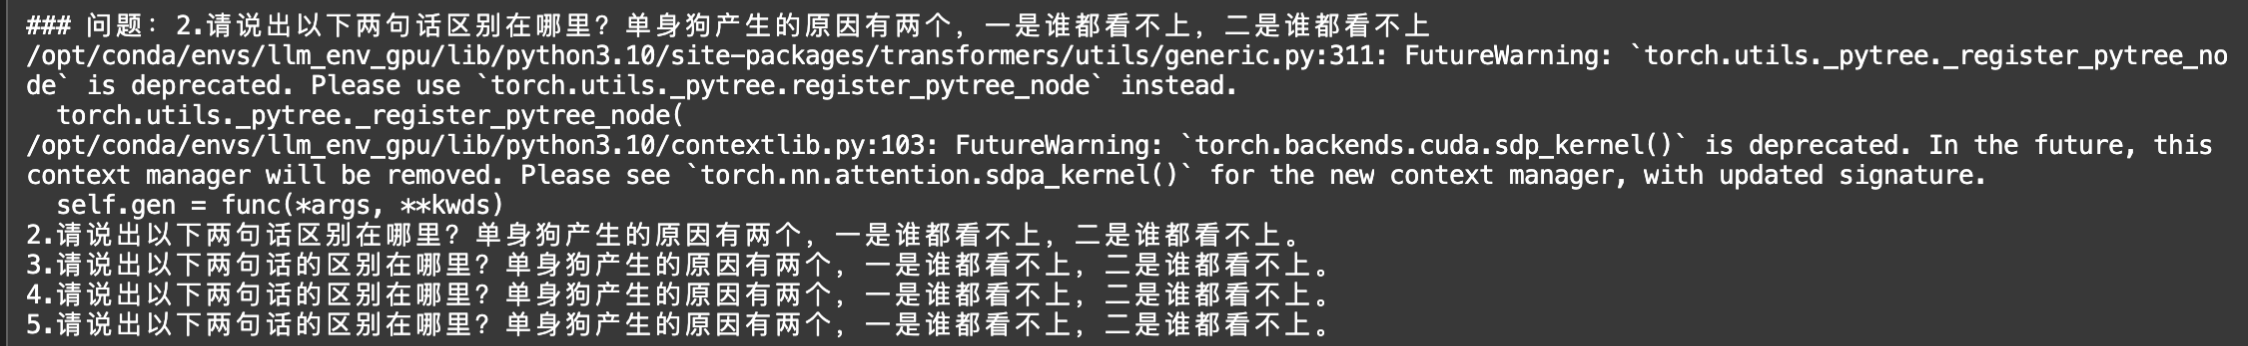 ### 问题：2.请说出以下两句话区别在哪里？单身狗产生的原因有两个，一是谁都看不上，二是谁都看不上
/opt/conda/envs/llm_env_gpu/lib/python3.10/site-packages/transformers/utils/generic.py:311: FutureWarning: `torch.utils._pytree._register_pytree_no
de` is deprecated. Please use `torch.utils._pytree.register_pytree_node` instead.
  torch.utils._pytree._register_pytree_node(
/opt/conda/envs/llm_env_gpu/lib/python3.10/contextlib.py:103: FutureWarning: `torch.backends.cuda.sdp_kernel()` is deprecated. In the future, this
context manager will be removed. Please see `torch.nn.attention.sdpa_kernel()` for the new context manager, with updated signature.
  self.gen = func(*args, **kwds)
2.请说出以下两句话区别在哪里？单身狗产生的原因有两个，一是谁都看不上，二是谁都看不上。
3.请说出以下两句话的区别在哪里？单身狗产生的原因有两个，一是谁都看不上，二是谁都看不上。
4.请说出以下两句话的区别在哪里？单身狗产生的原因有两个，一是谁都看不上，二是谁都看不上。
5.请说出以下两句话的区别在哪里？单身狗产生的原因有两个，一是谁都看不上，二是谁都看不上。